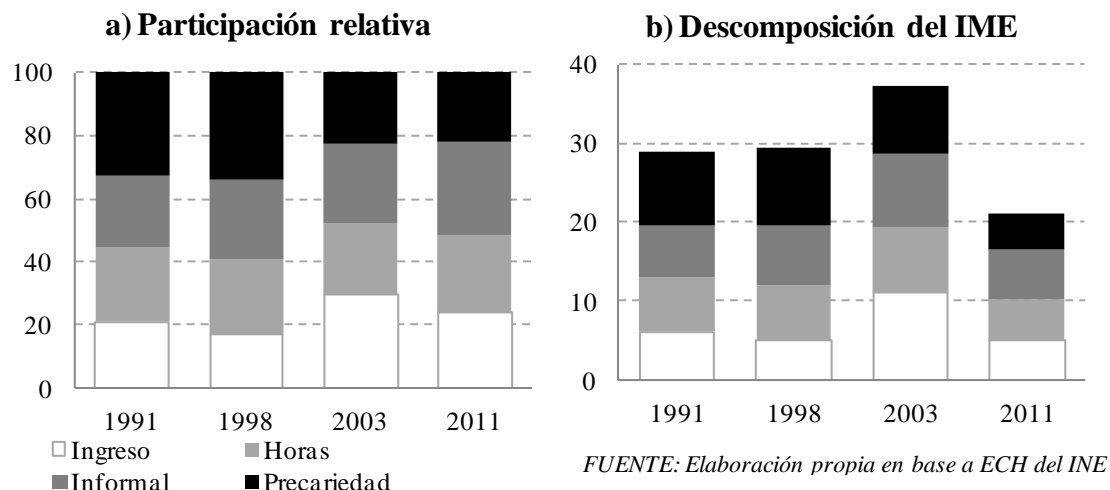 a) Participación relativa
100
80
60
40
20
0
1991 1998 2003 2011
Ingreso Horas
Informal Precariedad
b) Descomposición del IME
40
30
20
10
0
1991 1998 2003 2011
FUENTE: Elaboración propia en base a ECH del INE